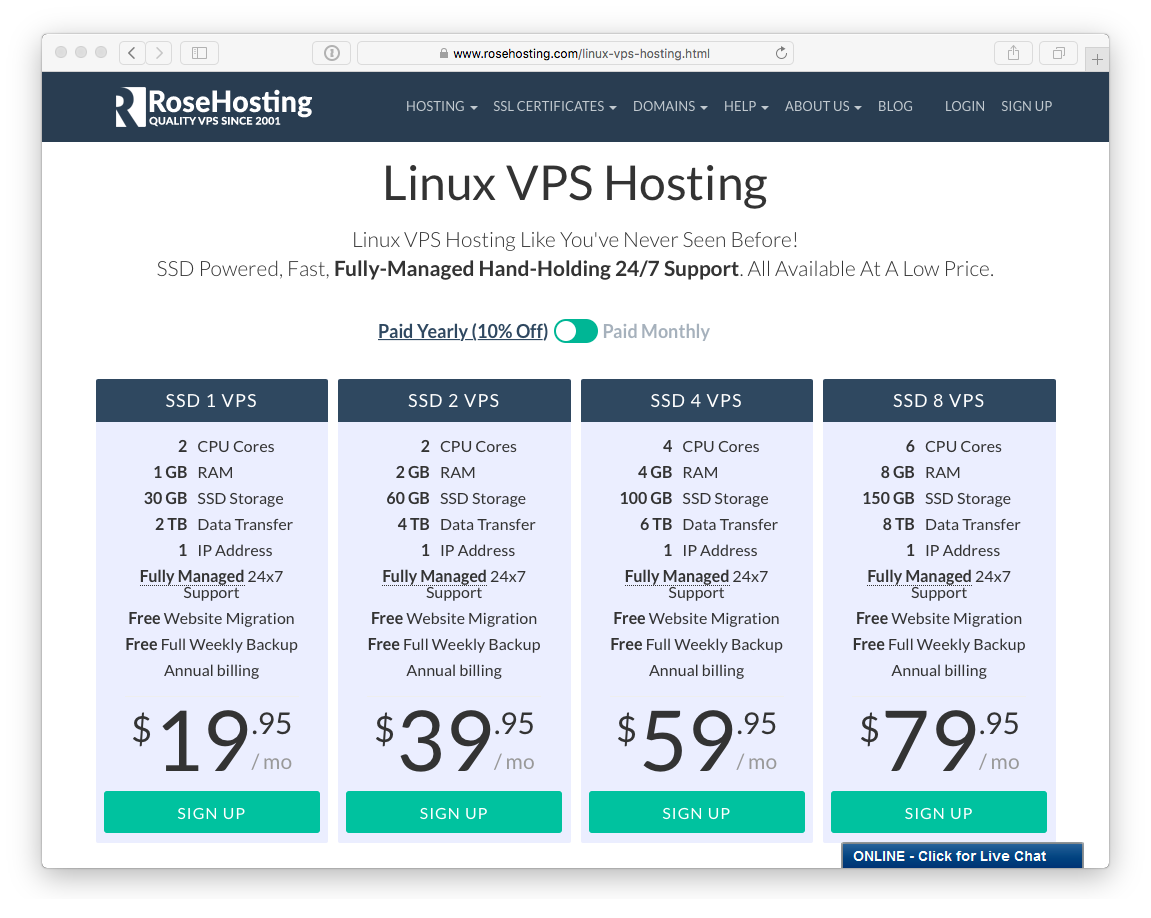 www.rosehosting.com/linux-vps-hosting.html
RoseHosting
QUALITY VPS SINCE 2001
HOTING SSL CERTIFICATES DOMAINS HELP ABOUT US BLOG LOGIN SIGN UP
Linux VPS Hosting
Linux VPS Hosting Like You've Never Seen Before!
SSD Powered, Fast, Fully-Managed Hand-Holding 24/7 Support. All Available At A Low Price.
Paid Yearly (10% Off) Paid Monthly
SSD 1 VPS
2 CPU Cores
1 GB RAM
30 GB SSD Storage
2 TB Data Transfer
1 IP Address
Fully Managed 24x7
Support
Free Website Migration
Free Full Weekly Backup
Annual billing
$19.95
/ mo
SIGN UP
SSD 2 VPS
2 CPU Cores
2 GB RAM
60 GB SSD Storage
4 TB Data Transfer
1 IP Address
Fully Managed 24x7
Support
Free Website Migration
Free Full Weekly Backup
Annual billing
$39.95
/ mo
SIGN UP
SSD 4 VPS
4 CPU Cores
4 GB RAM
100 GB SSD Storage
6 TB Data Transfer
1 IP Address
Fully Managed 24x7
Support
Free Website Migration
Free Full Weekly Backup
Annual billing
$59.95
/ mo
SIGN UP
SSD 8 VPS
6 CPU Cores
8 GB RAM
150 GB SSD Storage
8 TB Data Transfer
1 IP Address
Fully Managed 24x7
Support
Free Website Migration
Free Full Weekly Backup
Annual billing
$79.95
/ mo
SIGN UP
ONLINE - Click for Live Chat